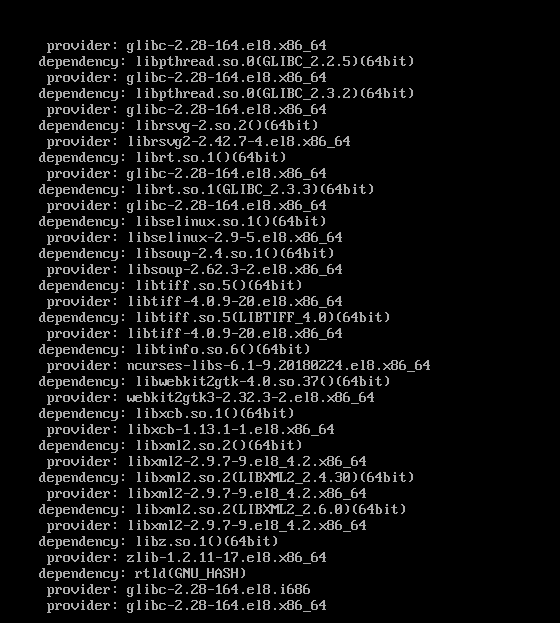 provider: glibc-2.28-164.el8.x86_64
dependency: libpthread.so.0(GLIBC_2.2.5)(64bit)
provider: glibc-2.28-164.el8.x86_64
dependency: libpthread.so.0(GLIBC_2.3.2)(64bit)
provider: glibc-2.28-164.el8.x86_64
dependency: librsvg-2.so.2()(64bit)
provider: librsvg2-2.42.7-4.el8.x86_64
dependency: librt.so.1()(64bit)
provider: glibc-2.28-164.el8.x86_64
dependency: librt.so.1(GLIBC_2.3.3)(64bit)
provider: glibc-2.28-164.el8.x86_64
dependency: libselinux.so.1()(64bit)
provider: libselinux-2.9-5.el8.x86_64
dependency: libsoup-2.4.so.1()(64bit)
provider: libsoup-2.62.3-2.el8.x86_64
dependency: libtiff.so.5()(64bit)
provider: libtiff-4.0.9-20.el8.x86_64
dependency: libtiff.so.5(LIBTIFF_4.0)(64bit)
provider: libtiff-4.0.9-20.el8.x86_64
dependency: libtinfo.so.6()(64bit)
provider: ncurses-libs-6.1-9.20180224.el8.x86_64
dependency: libwebkit2gtk-4.0.so.37()(64bit)
provider: webkit2gtk3-2.32.3-2.el8.x86_64
dependency: libxcb.so.1()(64bit)
provider: libxcb-1.13.1-1.el8.x86_64
dependency: libxml2.so.2()(64bit)
provider: libxml2-2.9.7-9.el8_4.2.x86_64
dependency: libxml2.so.2(LIBXML2_2.4.30)(64bit)
provider: libxml2-2.9.7-9.el8_4.2.x86_64
dependency: libxml2.so.2(LIBXML2_2.6.0)(64bit)
provider: libxml2-2.9.7-9.el8_4.2.x86_64
dependency: libz.so.1()(64bit)
provider: zlib-1.2.11-17.el8.x86_64
dependency: rtld(GNU_HASH)
provider: glibc-2.28-164.el8.i686
provider: glibc-2.28-164.el8.x86_64